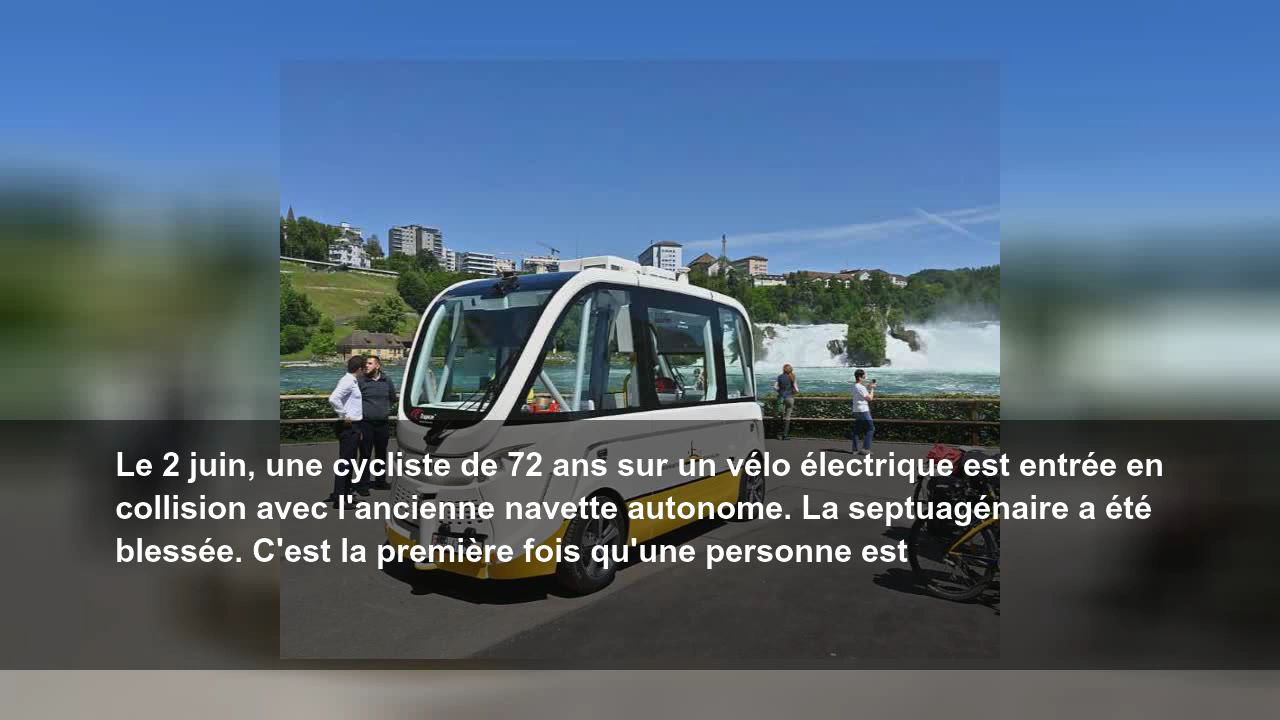 Le 2 juin, une cycliste de 72 ans sur un vélo électrique est entrée en
collision avec l'ancienne navette autonome. La septuagénaire a été
blessée. C'est la première fois qu'une personne est